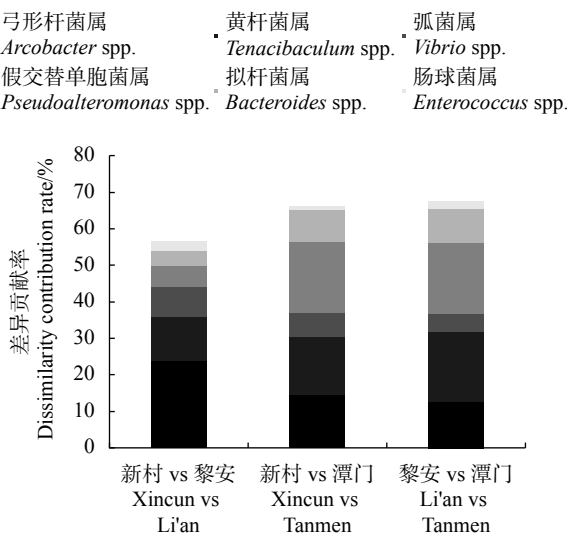 弓形杆菌属 黄杆菌属 弧菌属
Arcobacter spp. Tenacibaculum spp. Vibrio spp.
假交替单胞菌属 拟杆菌属 肠球菌属
Pseudoalteromonas spp. Bacteroides spp. Enterococcus spp.
差异贡献率
Dissimilarity contribution rate/%
80
70
60
50
40
30
20
10
0
新村 vs 黎安 新村 vs 潭门 黎安 vs 潭门
Xincun vs Xincun vs Li'an vs
Li'an Tanmen Tanmen